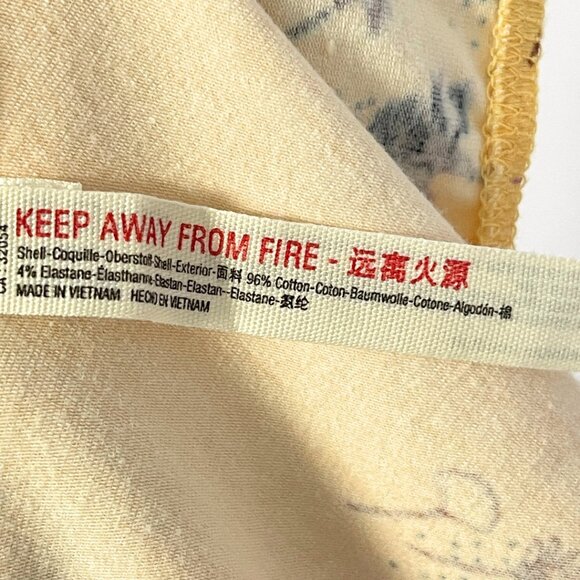 KEEP AWAY FROM FIRE - 远离火源
Shell-Coquille-Oberstoff-Shell-Exterior-面料 96% Cotton-Coton-Baumwolle-Cotone-Algodón-棉
4% Elastane-Élasthanne-Elastan-Elastan--Elastane-氨纶
MADE IN VIETNAM HECHO EN VIETNAM